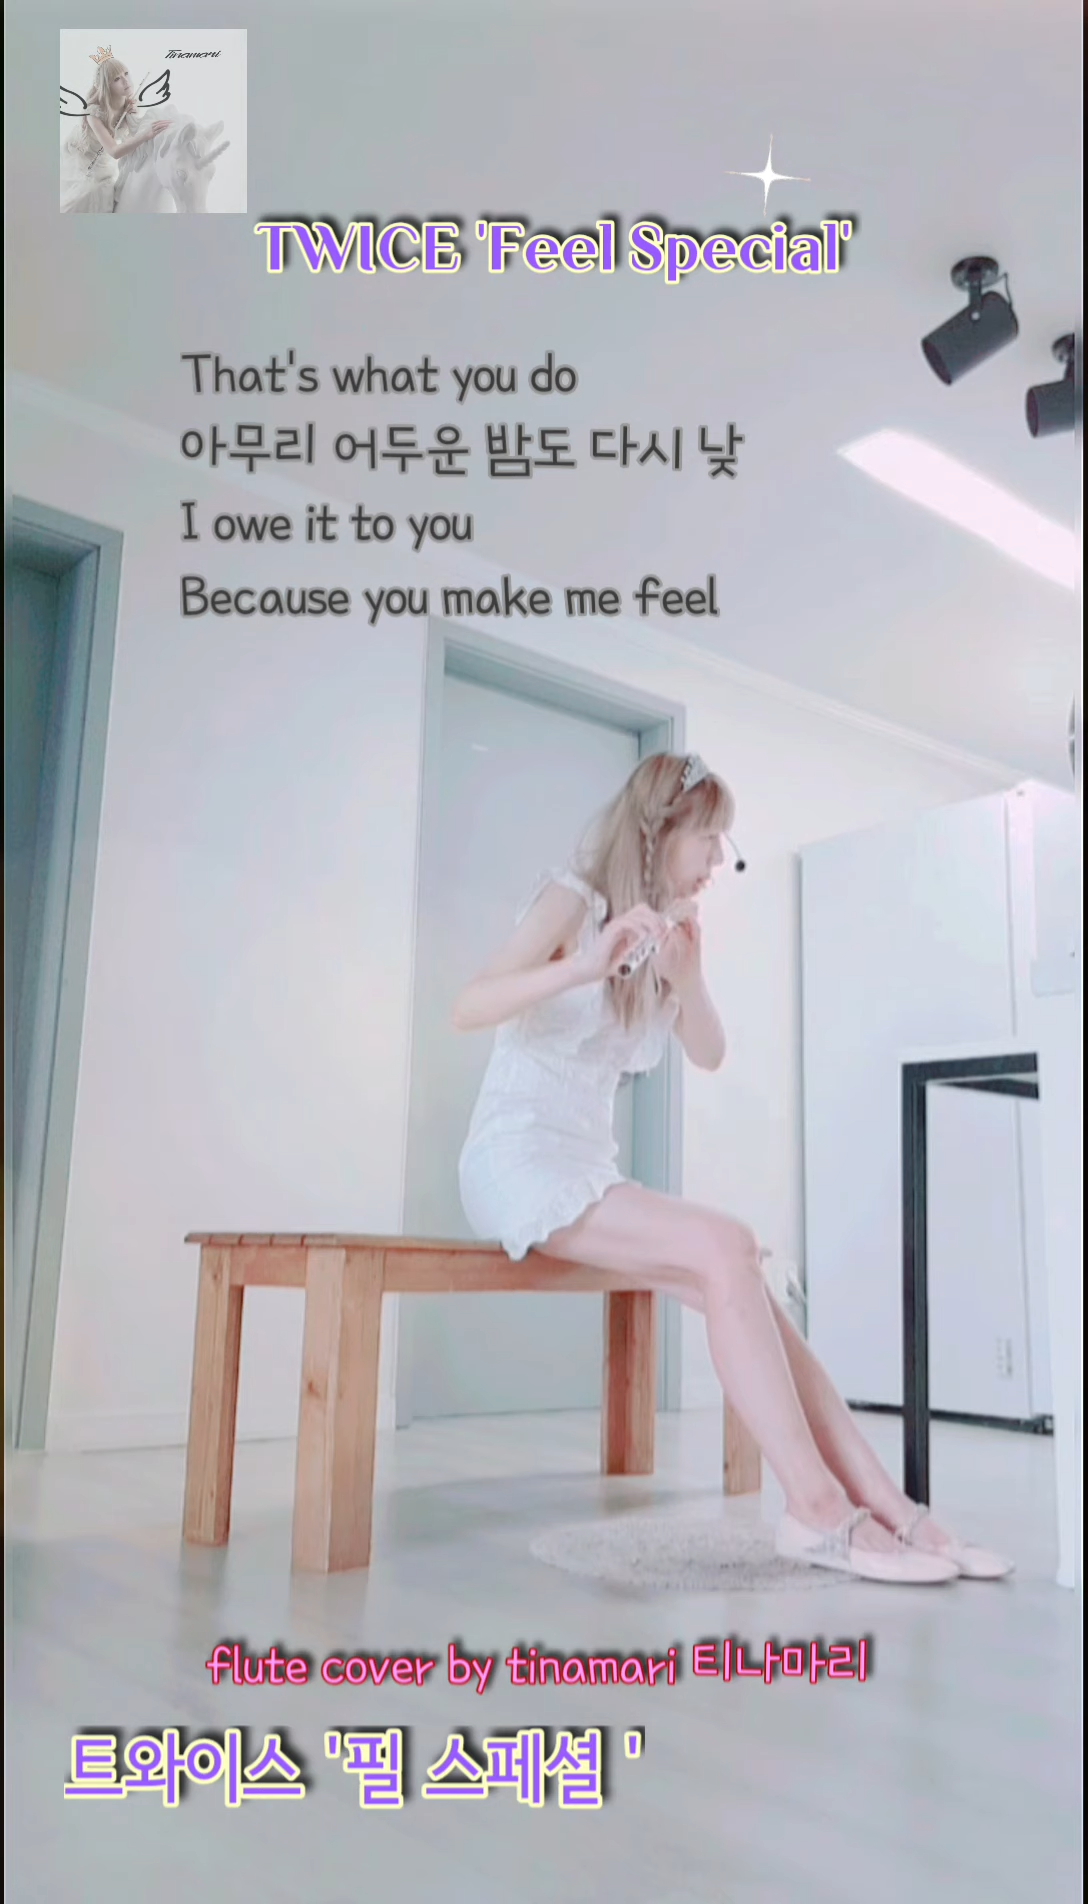 Tinamari
TWICE 'Feel Special'
That's what you do
아무리 어두운 밤도 다시 낮
I owe it to you
Because you make me feel
flute cover by tinamari 티나마리
트와이스 '필 스페셜 '